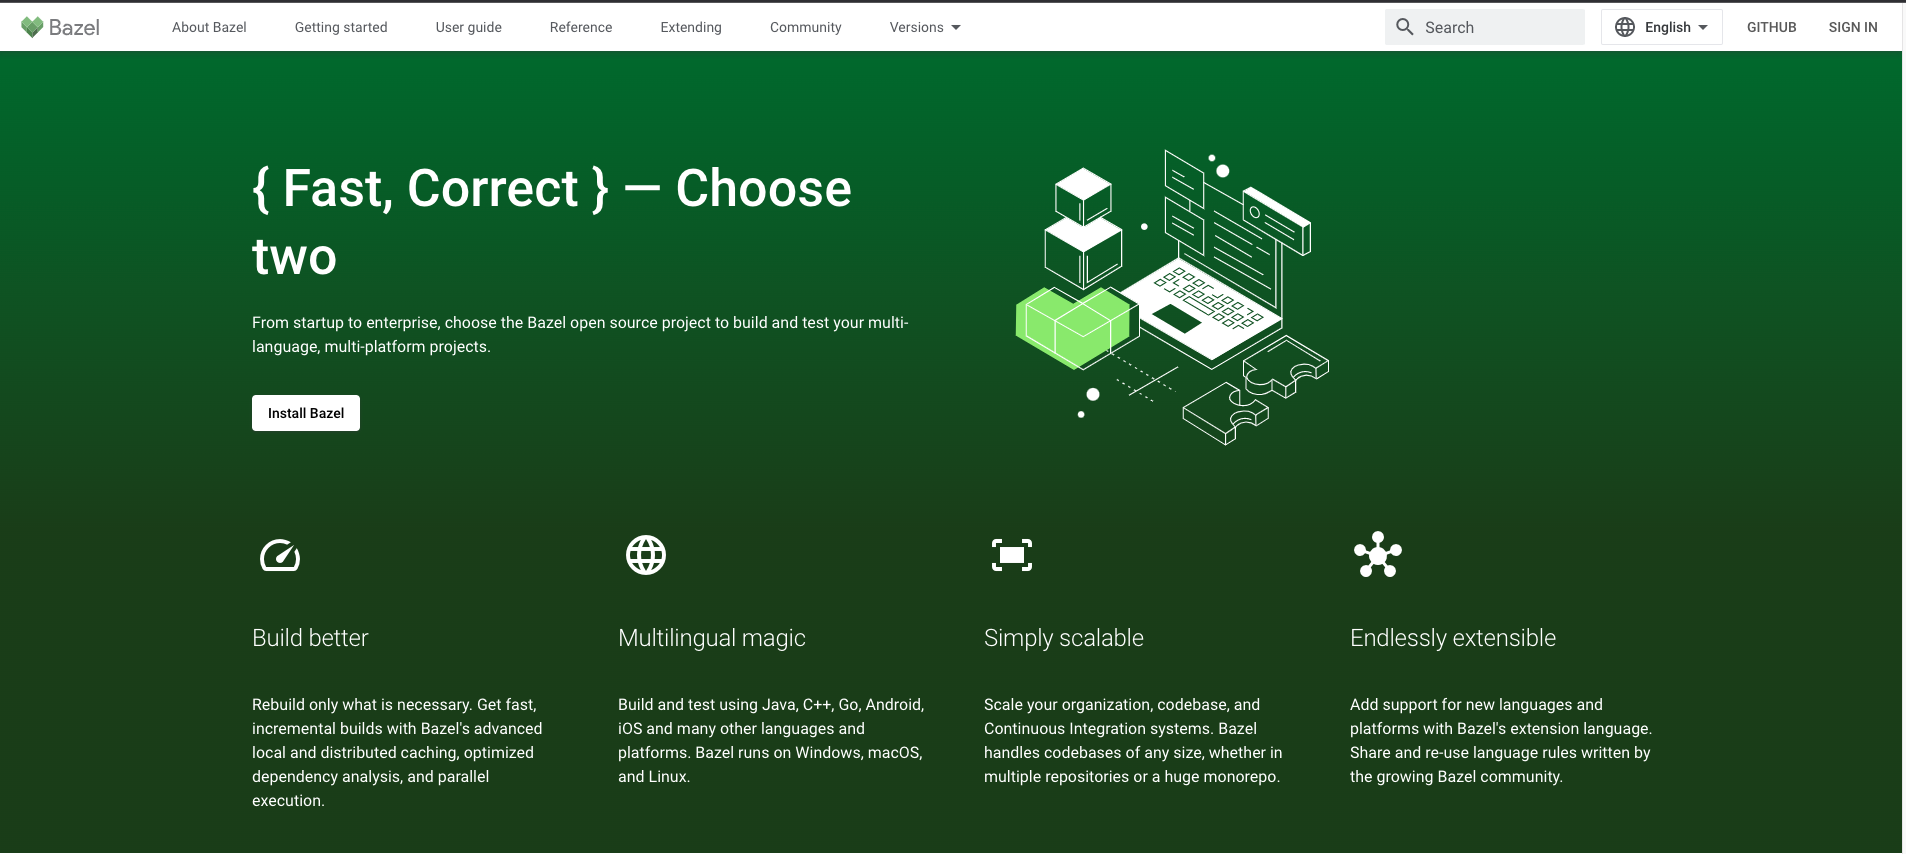 Bazel
About Bazel
Getting started
User guide
Reference
Extending
Community
Versions
Search
English
GITHUB
SIGN IN
{ Fast, Correct } — Choose
two
From startup to enterprise, choose the Bazel open source project to build and test your multi-
language, multi-platform projects.
Install Bazel
Build better
Rebuild only what is necessary. Get fast,
incremental builds with Bazel's advanced
local and distributed caching, optimized
dependency analysis, and parallel
execution.
Multilingual magic
Build and test using Java, C++, Go, Android,
iOS and many other languages and
platforms. Bazel runs on Windows, macOS,
and Linux.
Simply scalable
Scale your organization, codebase, and
Continuous Integration systems. Bazel
handles codebases of any size, whether in
multiple repositories or a huge monorepo.
Endlessly extensible
Add support for new languages and
platforms with Bazel's extension language.
Share and re-use language rules written by
the growing Bazel community.